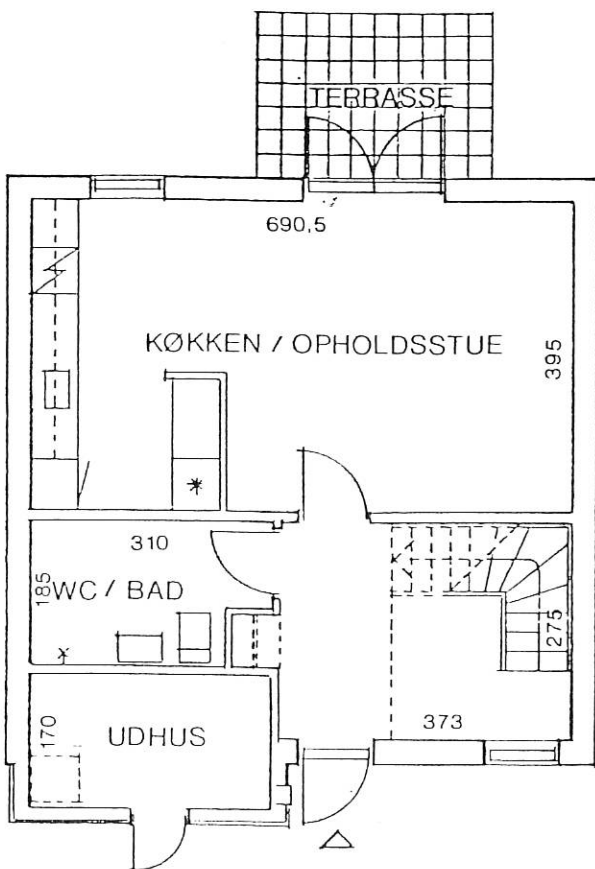 TERRASSE
690,5
KØKKEN / OPHOLDSSTUE
395
310
185
WC / BAD
275
170
UDHUS
373